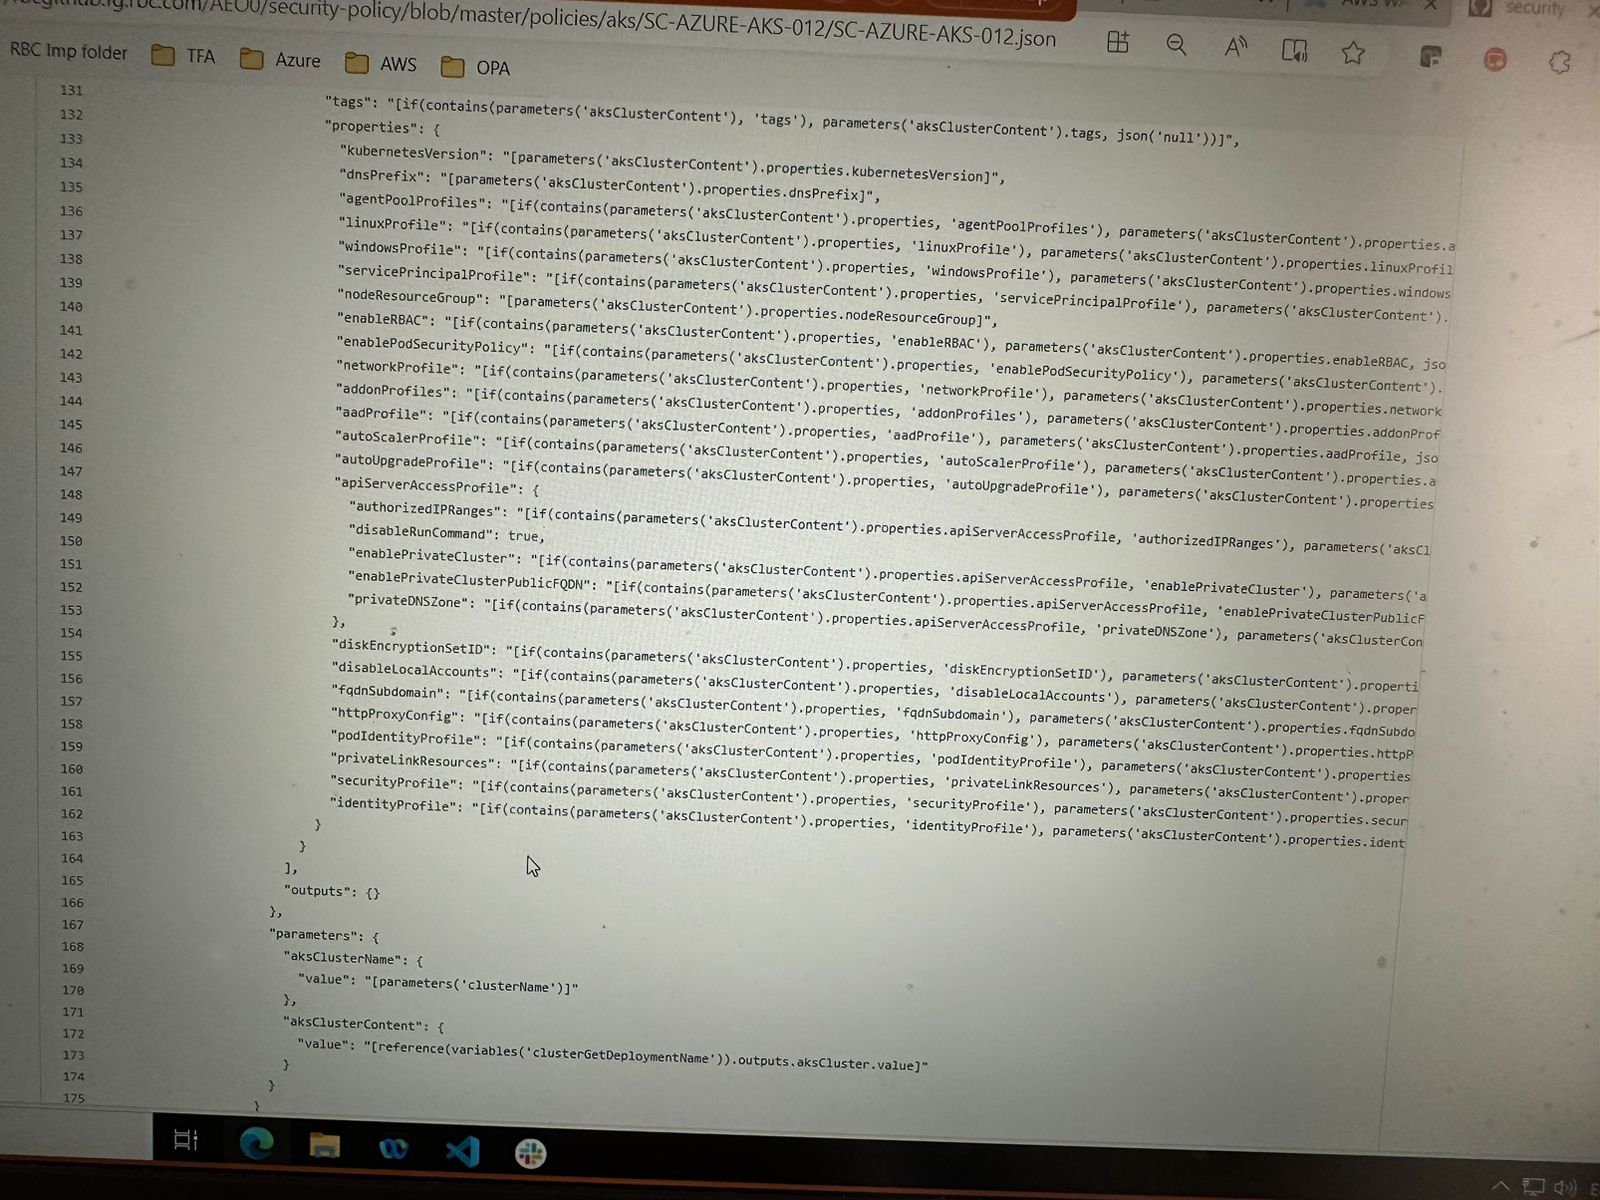 /security-policy/blob/master/policies/aks/SC-AZURE-AKS-012/SC-AZURE-AKS-012.json
security
RBC Imp folder TFA Azure AWS OPA
131
132 "tags": "[if(contains(parameters('aksClusterContent'), 'tags'), parameters('aksClusterContent').tags, json('null'))]",
133 "properties": {
134 "kubernetesVersion": "[parameters('aksClusterContent').properties.kubernetesVersion]",
135 "dnsPrefix": "[parameters('aksClusterContent').properties.dnsPrefix]",
136 "agentPoolProfiles": "[if(contains(parameters('aksClusterContent').properties, 'agentPoolProfiles'), parameters('aksClusterContent').properties.a
137 "linuxProfile": "[if(contains(parameters('aksClusterContent').properties, 'linuxProfile'), parameters('aksClusterContent').properties.linuxProfil
138 "windowsProfile": "[if(contains(parameters('aksClusterContent').properties, 'windowsProfile'), parameters('aksClusterContent').properties.windows
139 "servicePrincipalProfile": "[if(contains(parameters('aksClusterContent').properties, 'servicePrincipalProfile'), parameters('aksClusterContent').
140 "nodeResourceGroup": "[parameters('aksClusterContent').properties.nodeResourceGroup]",
141 "enableRBAC": "[if(contains(parameters('aksClusterContent').properties, 'enableRBAC'), parameters('aksClusterContent').properties.enableRBAC, jso
142 "enablePodSecurityPolicy": "[if(contains(parameters('aksClusterContent').properties, 'enablePodSecurityPolicy'), parameters('aksClusterContent').
143 "networkProfile": "[if(contains(parameters('aksClusterContent').properties, 'networkProfile'), parameters('aksClusterContent').properties.network
144 "addonProfiles": "[if(contains(parameters('aksClusterContent').properties, 'addonProfiles'), parameters('aksClusterContent').properties.addonProf
145 "aadProfile": "[if(contains(parameters('aksClusterContent').properties, 'aadProfile'), parameters('aksClusterContent').properties.aadProfile, jso
146 "autoScalerProfile": "[if(contains(parameters('aksClusterContent').properties, 'autoScalerProfile'), parameters('aksClusterContent').properties.a
147 "autoUpgradeProfile": "[if(contains(parameters('aksClusterContent').properties, 'autoUpgradeProfile'), parameters('aksClusterContent').properties
148 "apiServerAccessProfile": {
149 "authorizedIPRanges": "[if(contains(parameters('aksClusterContent').properties.apiServerAccessProfile, 'authorizedIPRanges'), parameters('aksCl
150 "disableRunCommand": true,
151 "enablePrivateCluster": "[if(contains(parameters('aksClusterContent').properties.apiServerAccessProfile, 'enablePrivateCluster'), parameters('a
152 "enablePrivateClusterPublicFQDN": "[if(contains(parameters('aksClusterContent').properties.apiServerAccessProfile, 'enablePrivateClusterPublicF
153 "privateDNSZone": "[if(contains(parameters('aksClusterContent').properties.apiServerAccessProfile, 'privateDNSZone'), parameters('aksClusterCon
154 },
155 "diskEncryptionSetID": "[if(contains(parameters('aksClusterContent').properties, 'diskEncryptionSetID'), parameters('aksClusterContent').properti
156 "disableLocalAccounts": "[if(contains(parameters('aksClusterContent').properties, 'disableLocalAccounts'), parameters('aksClusterContent').proper
157 "fqdnSubdomain": "[if(contains(parameters('aksClusterContent').properties, 'fqdnSubdomain'), parameters('aksClusterContent').properties.fqdnSubdo
158 "httpProxyConfig": "[if(contains(parameters('aksClusterContent').properties, 'httpProxyConfig'), parameters('aksClusterContent').properties.httpP
159 "podIdentityProfile": "[if(contains(parameters('aksClusterContent').properties, 'podIdentityProfile'), parameters('aksClusterContent').properties
160 "privateLinkResources": "[if(contains(parameters('aksClusterContent').properties, 'privateLinkResources'), parameters('aksClusterContent').proper
161 "securityProfile": "[if(contains(parameters('aksClusterContent').properties, 'securityProfile'), parameters('aksClusterContent').properties.secur
162 "identityProfile": "[if(contains(parameters('aksClusterContent').properties, 'identityProfile'), parameters('aksClusterContent').properties.ident
163 }
164 }
165 ],
166 "outputs": {}
167 },
168 "parameters": {
169 "aksClusterName": {
170 "value": "[parameters('clusterName')]"
171 },
172 "aksClusterContent": {
173 "value": "[reference(variables('clusterGetDeploymentName')).outputs.aksCluster.value]"
174 }
175 }
}